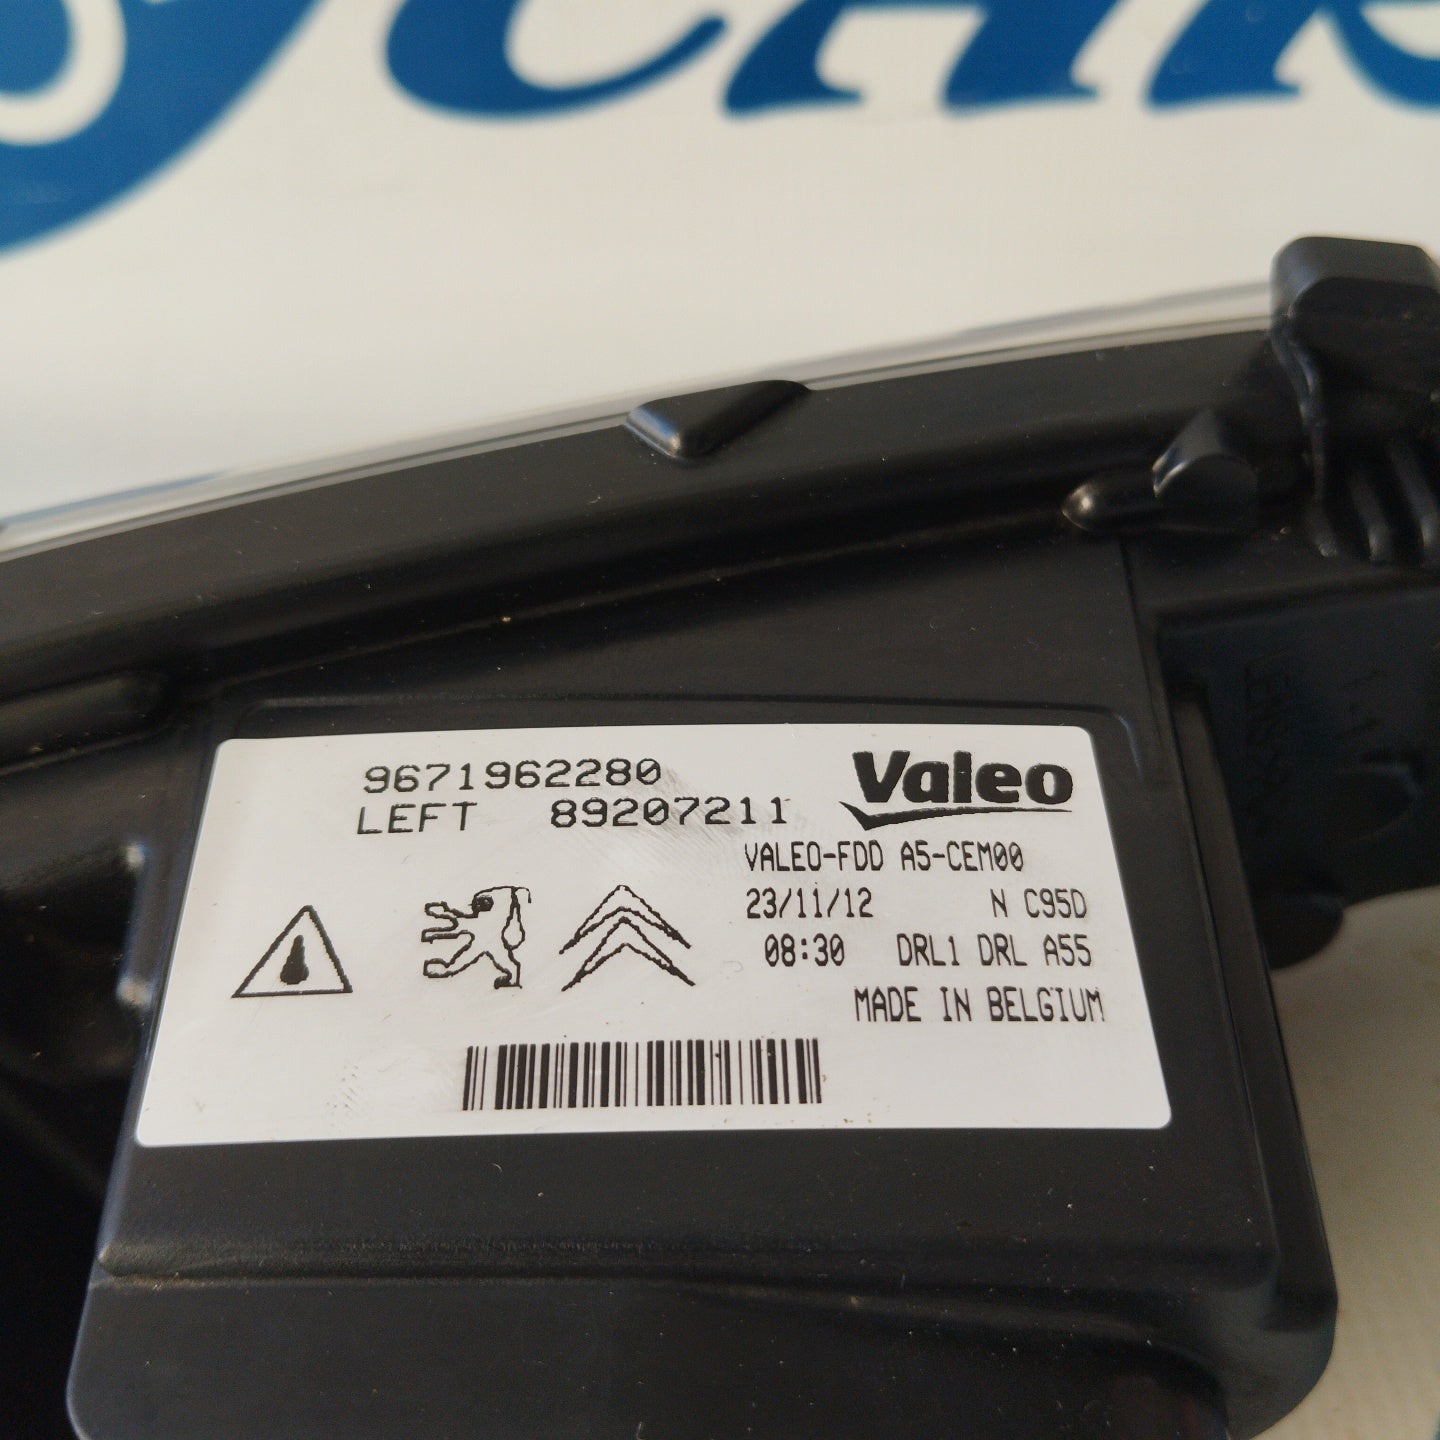 9671962280
LEFT 89207211
Valeo
VALEO-FDD A5-CEM00
23/11/12 N C95D
08:30 DRL1 DRL A55
MADE IN BELGIUM